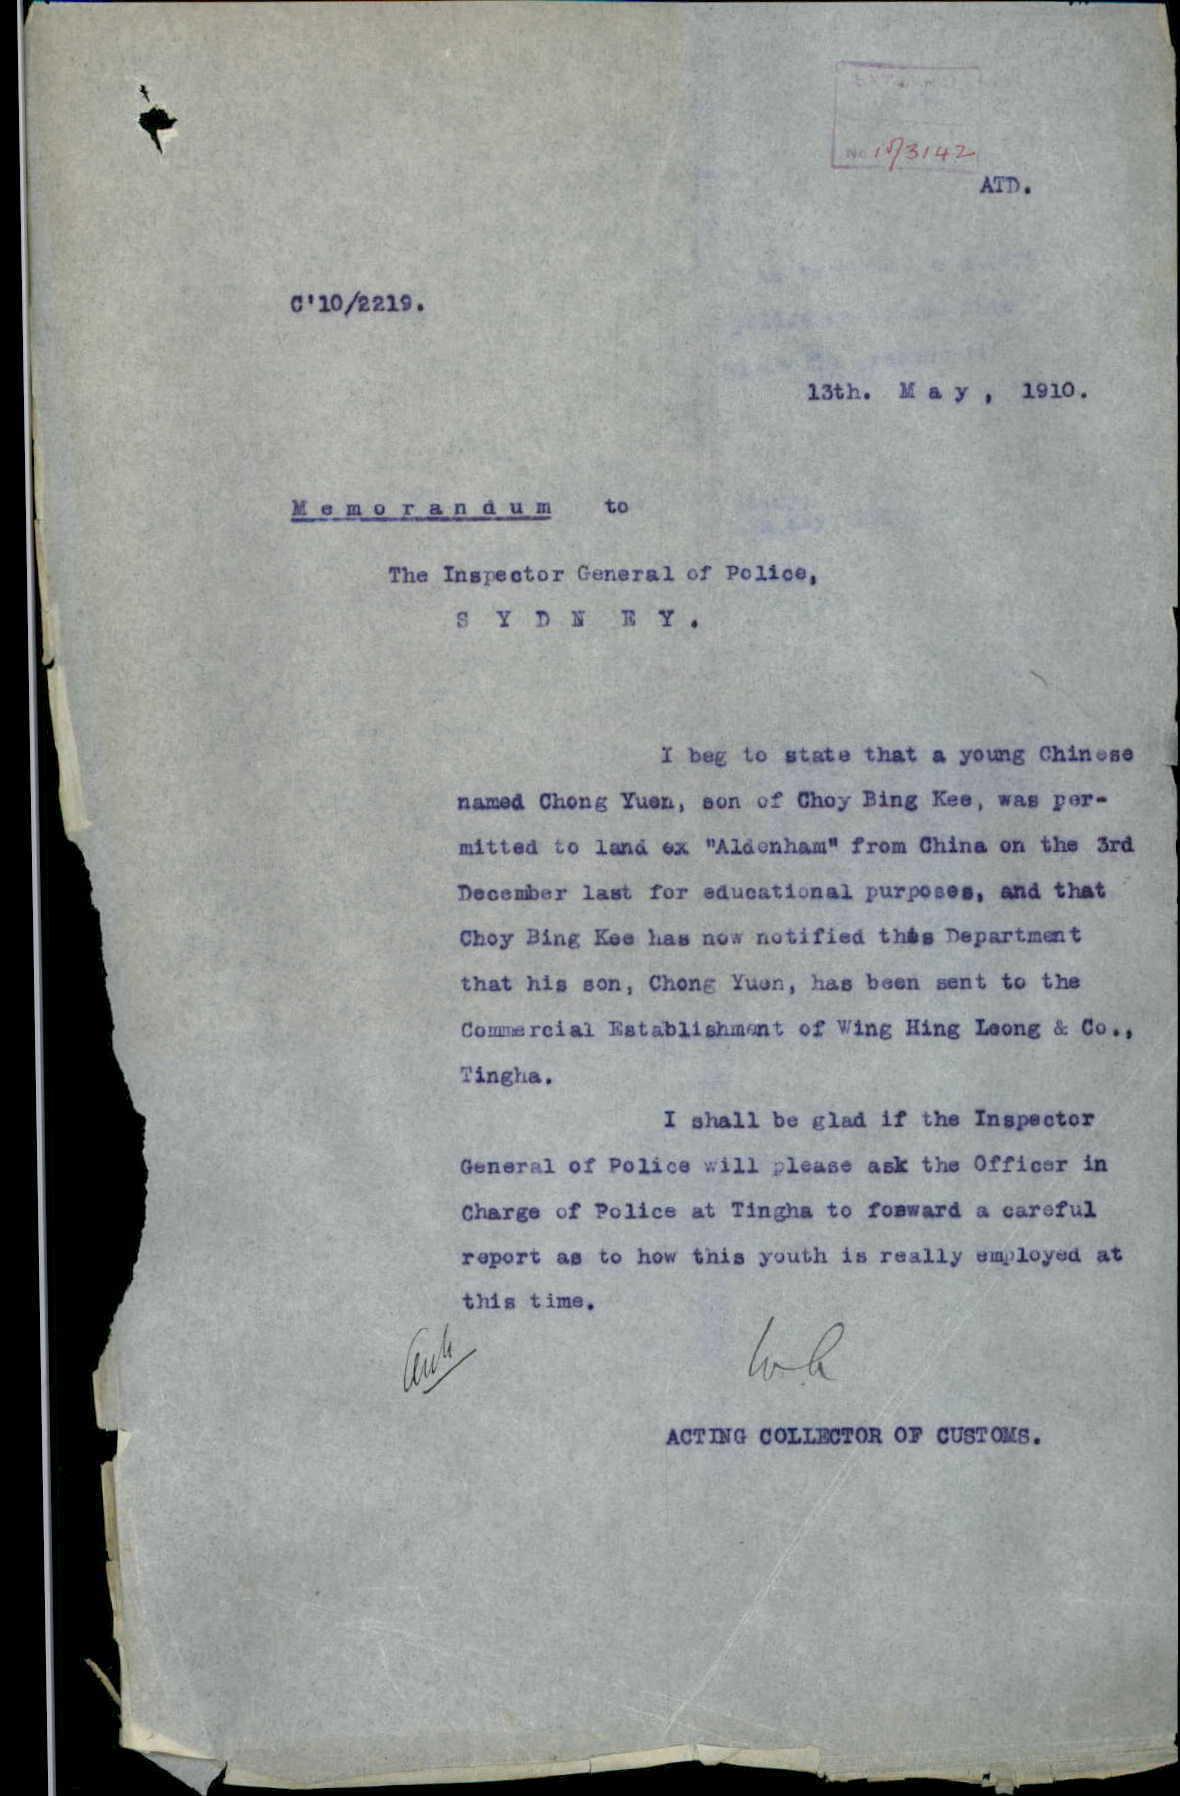 No 15/3142
ATD.
C'10/2219.
13th. May, 1910.
Memorandum to
The Inspector General of Police,
SYDNEY.
I beg to state that a young Chinese
named Chong Yuen, son of Choy Bing Kee, was per-
mitted to land ex "Aldenham" from China on the 3rd
December last for educational purposes, and that
Choy Bing Kee has now notified this Department
that his son, Chong Yuen, has been sent to the
Commercial Establishment of Wing Hing Leong & Co.,
Tingha.
I shall be glad if the Inspector
General of Police will please ask the Officer in
Charge of Police at Tingha to forward a careful
report as to how this youth is really employed at
this time.
ACTING COLLECTOR OF CUSTOMS.